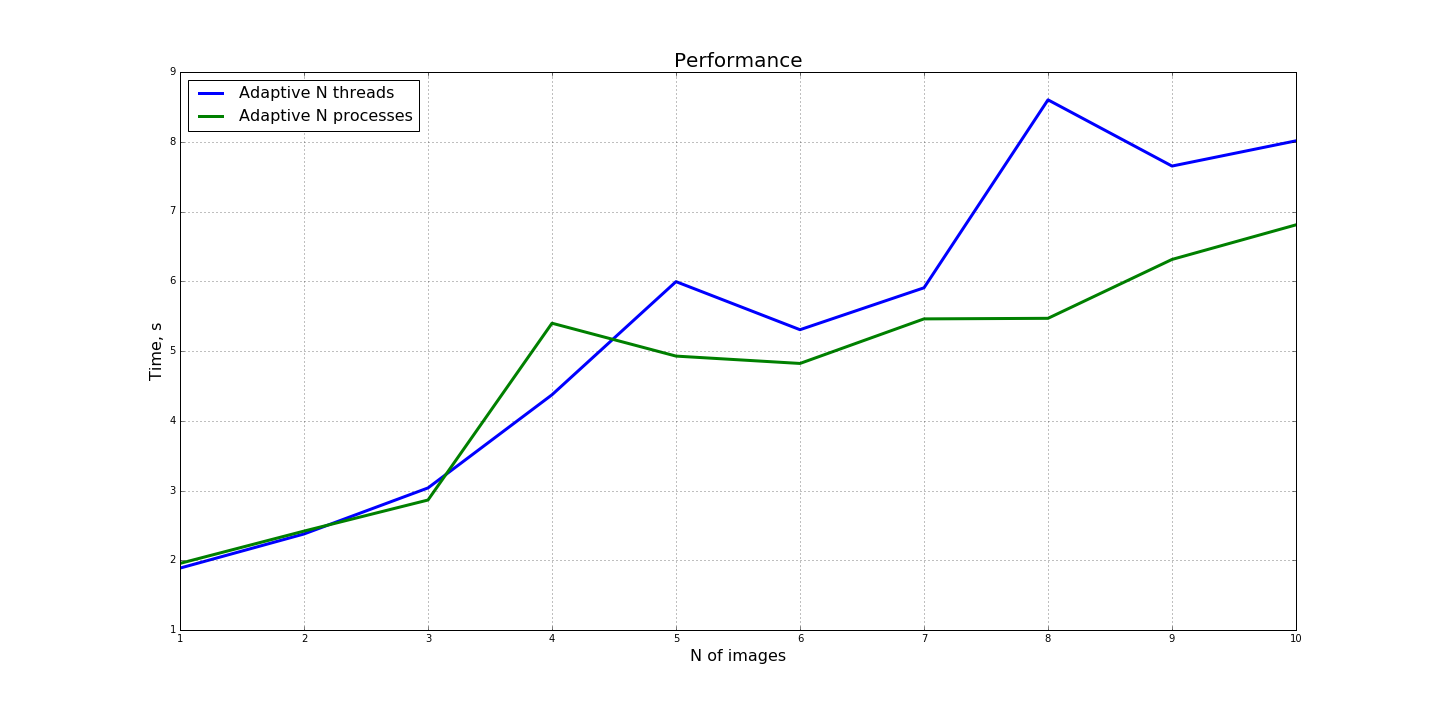 Performance
9
8
7
6
5
4
3
2
1
Adaptive N threads
Adaptive N processes
Time, s
1 2 3 4 5 6 7 8 9 10
N of images